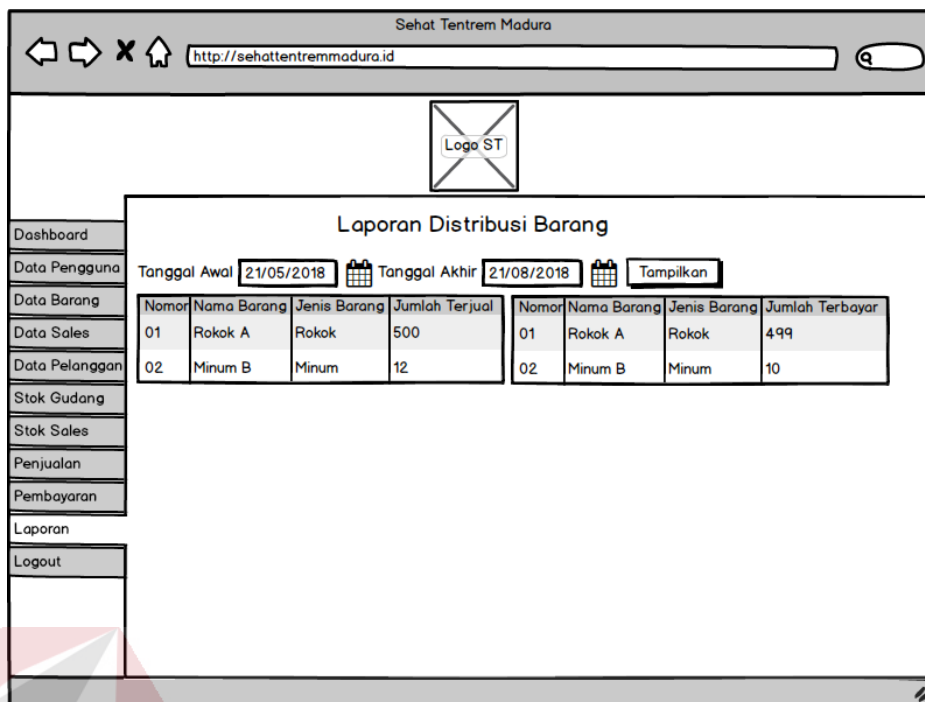 Sehat Tentrem Madura
http://sehattentremmadura.id
Logo ST
Laporan Distribusi Barang
Dashboard
Data Pengguna
Data Barang
Data Sales
Data Pelanggan
Stok Gudang
Stok Sales
Penjualan
Pembayaran
Laporan
Logout
Tanggal Awal 21/05/2018 Tanggal Akhir 21/08/2018 Tampilkan
Nomor Nama Barang Jenis Barang Jumlah Terjual
01 Rokok A Rokok 500
02 Minum B Minum 12
Nomor Nama Barang Jenis Barang Jumlah Terbayar
01 Rokok A Rokok 499
02 Minum B Minum 10